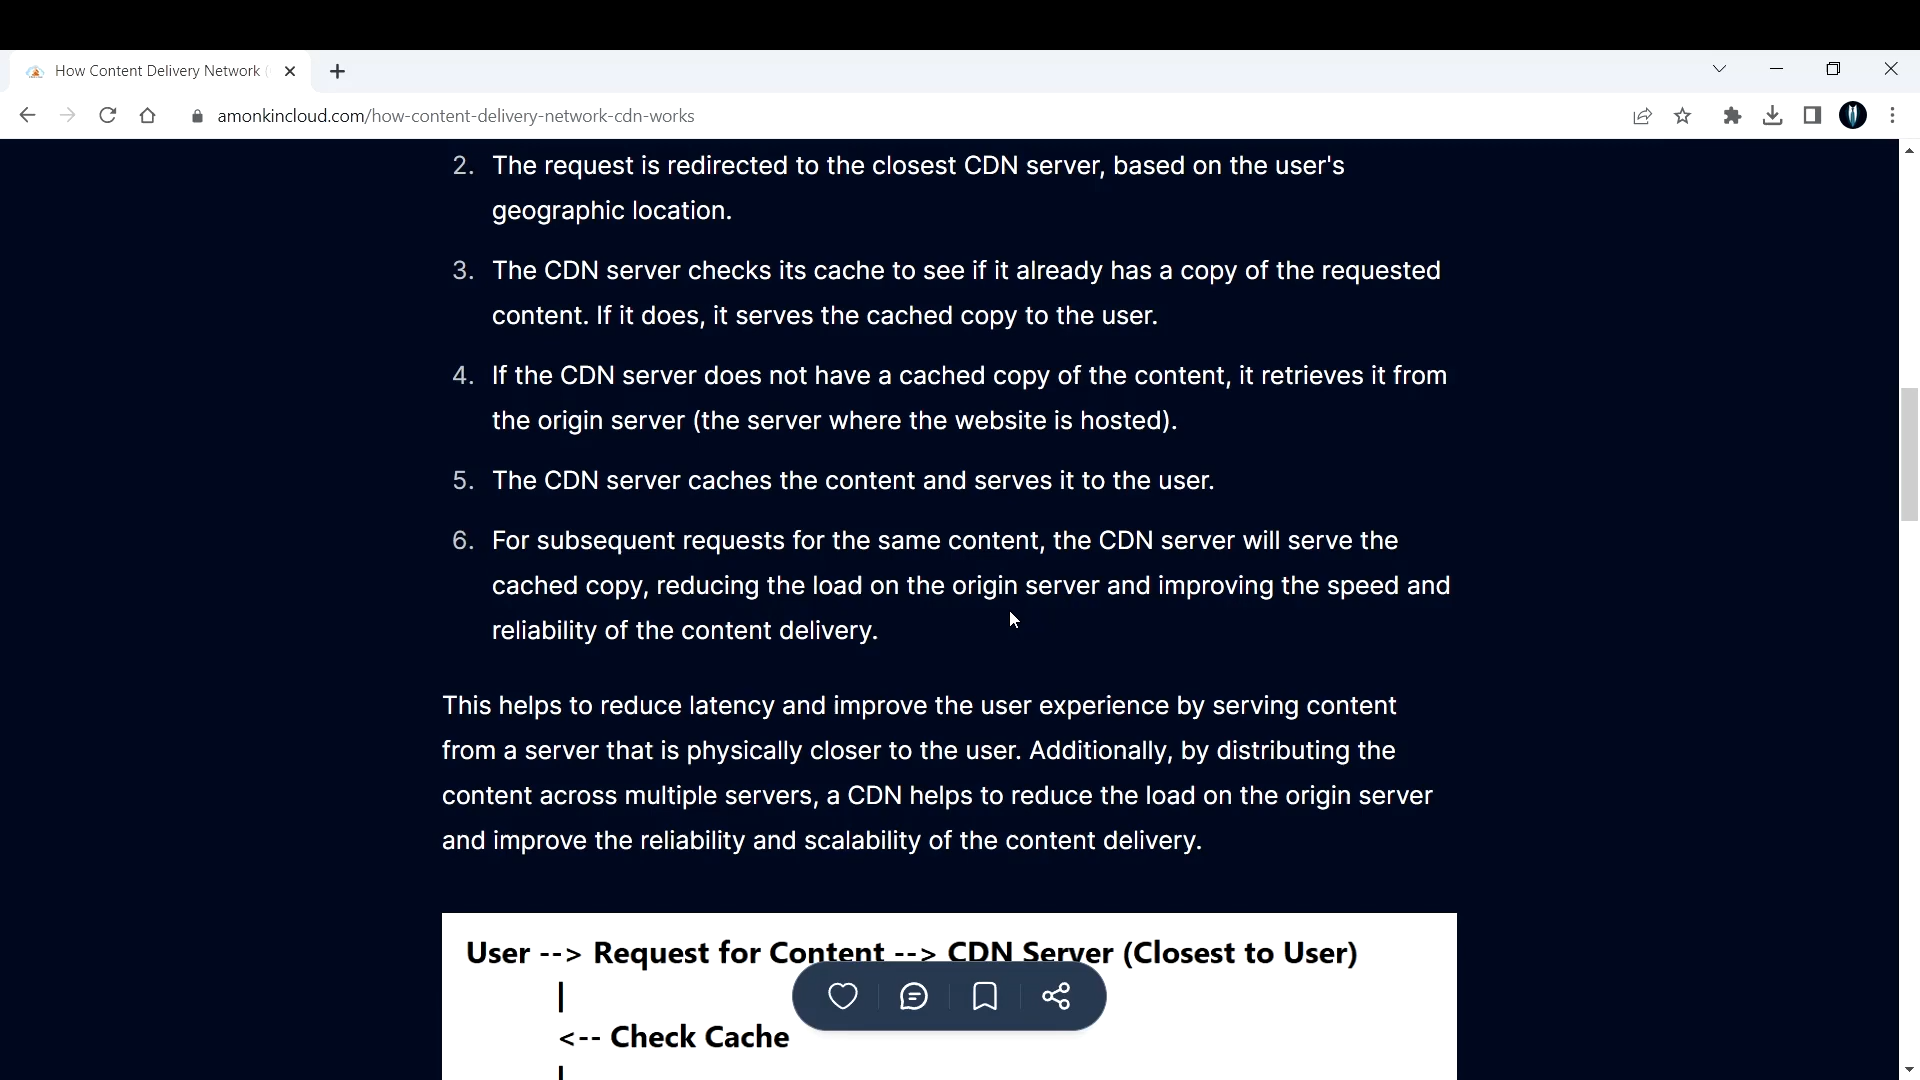 How Content Delivery Network
amonkincloud.com/how-content-delivery-network-cdn-works
2. The request is redirected to the closest CDN server, based on the user's
geographic location.
3. The CDN server checks its cache to see if it already has a copy of the requested
content. If it does, it serves the cached copy to the user.
4. If the CDN server does not have a cached copy of the content, it retrieves it from
the origin server (the server where the website is hosted).
5. The CDN server caches the content and serves it to the user.
6. For subsequent requests for the same content, the CDN server will serve the
cached copy, reducing the load on the origin server and improving the speed and
reliability of the content delivery.
This helps to reduce latency and improve the user experience by serving content
from a server that is physically closer to the user. Additionally, by distributing the
content across multiple servers, a CDN helps to reduce the load on the origin server
and improve the reliability and scalability of the content delivery.
User --> Request for Content --> CDN Server (Closest to User)
|
<-- Check Cache
|